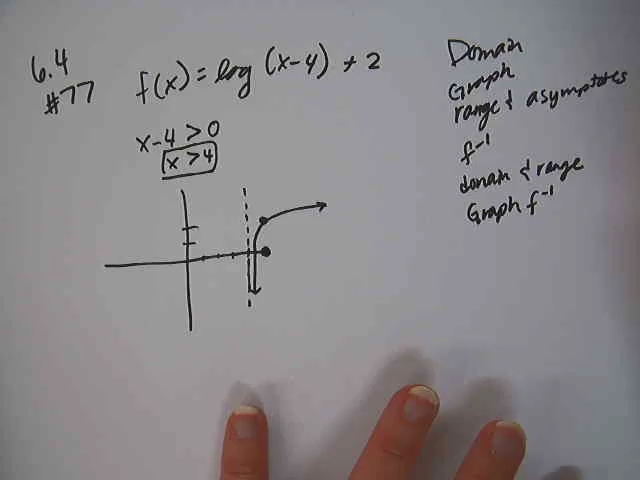 6.4
#77
f(x) = log (x-4) + 2
x-4 > 0
x > 4
Domain
Graph
range & asymptotes
f⁻¹
domain & range
Graph f⁻¹